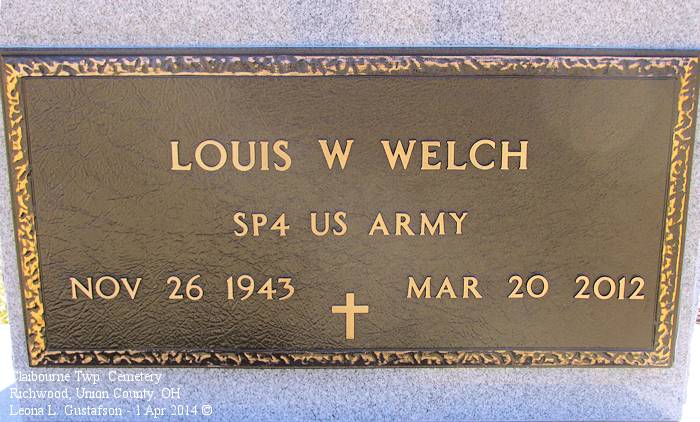 LOUIS W WELCH
SP4 US ARMY
NOV 26 1943 MAR 20 2012
Claibourne Twp. Cemetery
Richwood, Union County, OH
Leona L. Gustafson - 1 Apr 2014 ©